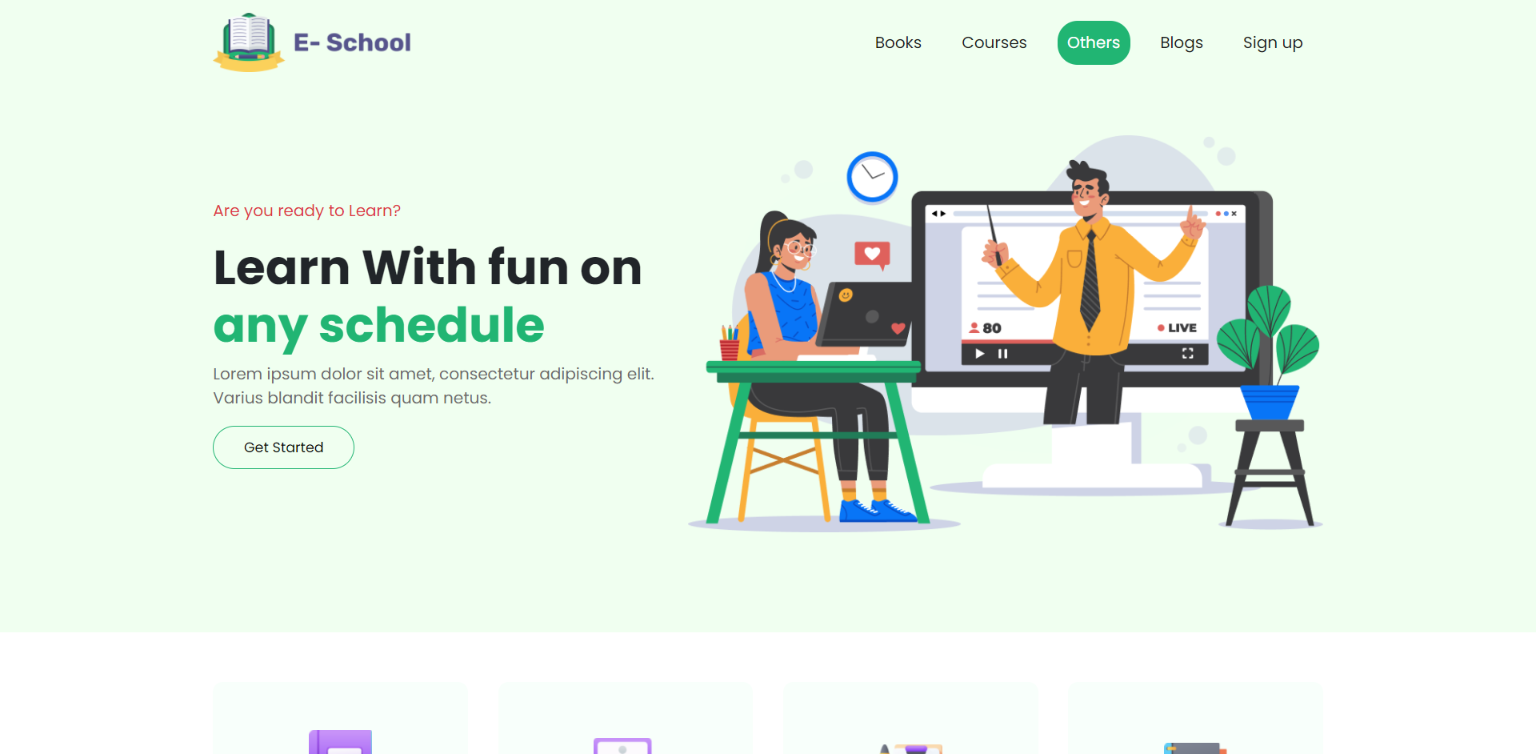 E- School
Books
Courses
Others
Blogs
Sign up
Are you ready to Learn?
Learn With fun on
any schedule
Lorem ipsum dolor sit amet, consectetur adipiscing elit.
Varius blandit facilisis quam netus.
Get Started
80
LIVE